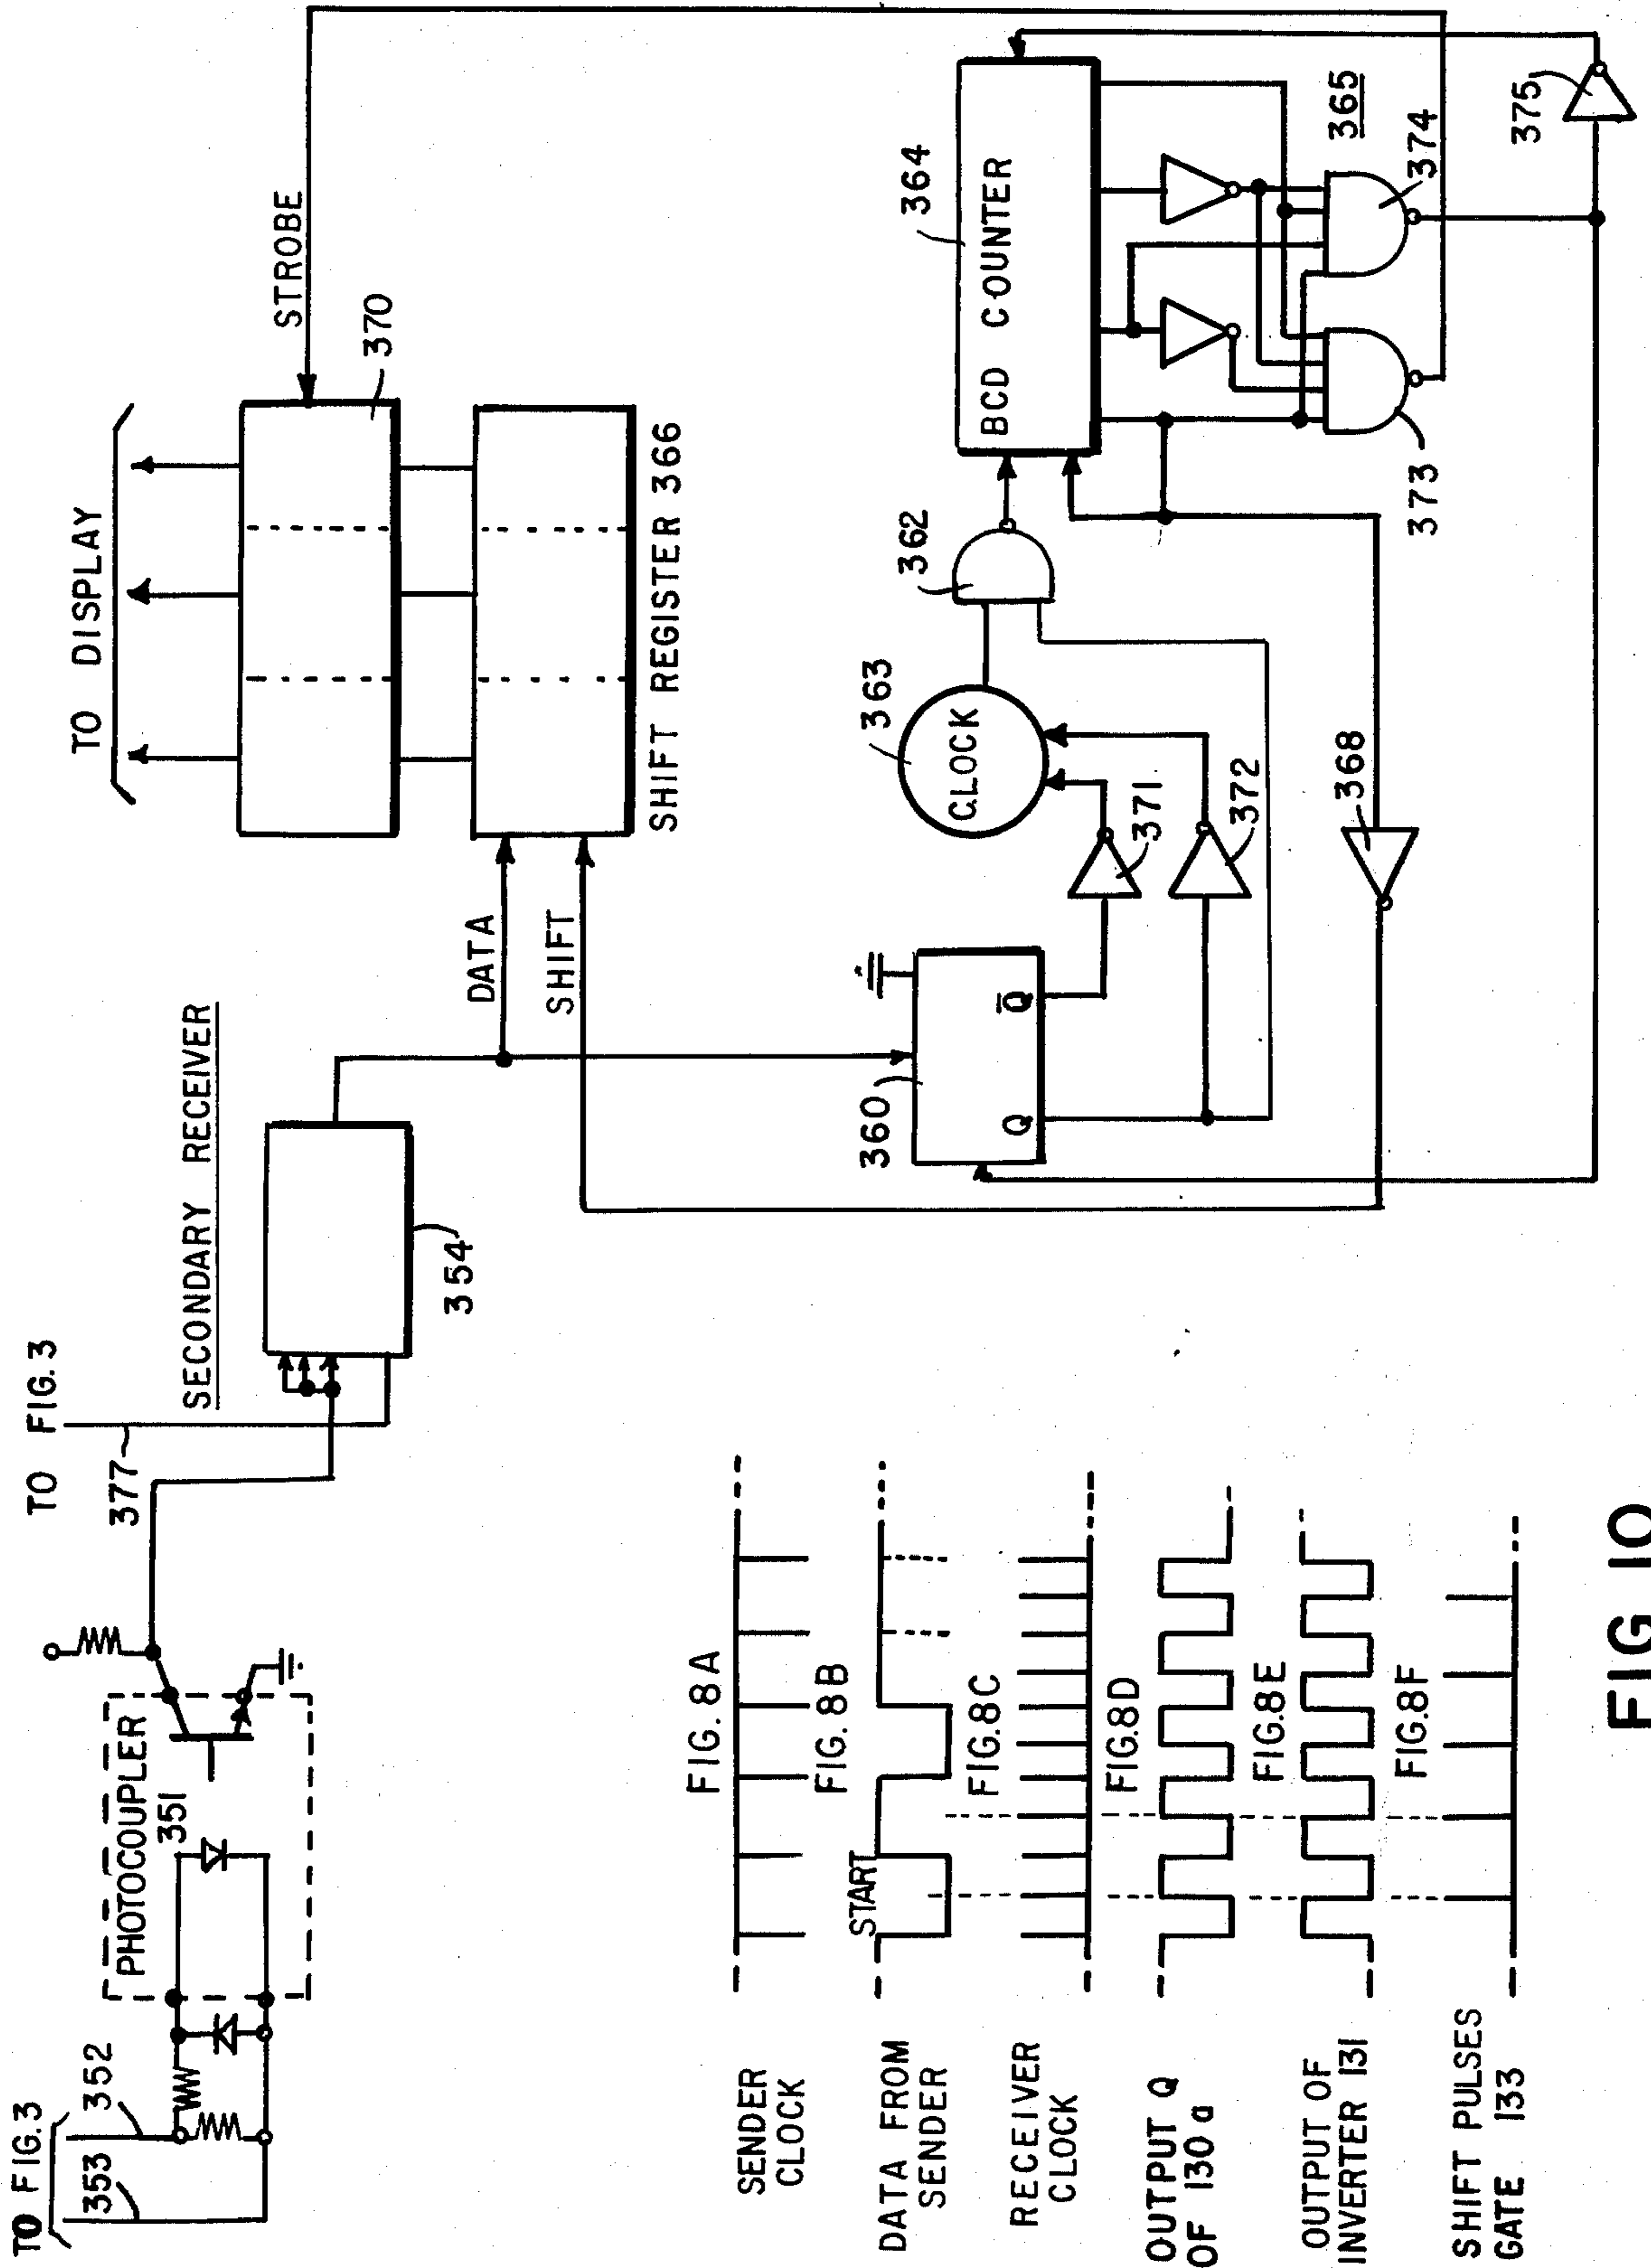 TO FIG.3
352
353
PHOTOCOUPLER
351
TO FIG.3
377
SECONDARY RECEIVER
354
TO DISPLAY
STROBE
370
SHIFT REGISTER 366
DATA
SHIFT
360
Q
Q̅
371
372
CLOCK
363
362
364
BCD COUNTER
365
373
374
375
368
SENDER CLOCK
FIG. 8A
DATA FROM SENDER
START
FIG. 8B
RECEIVER CLOCK
FIG.8C
OUTPUT Q OF 130a
FIG.8D
OUTPUT OF INVERTER 131
FIG.8E
SHIFT PULSES GATE 133
FIG.8F
FIG 10